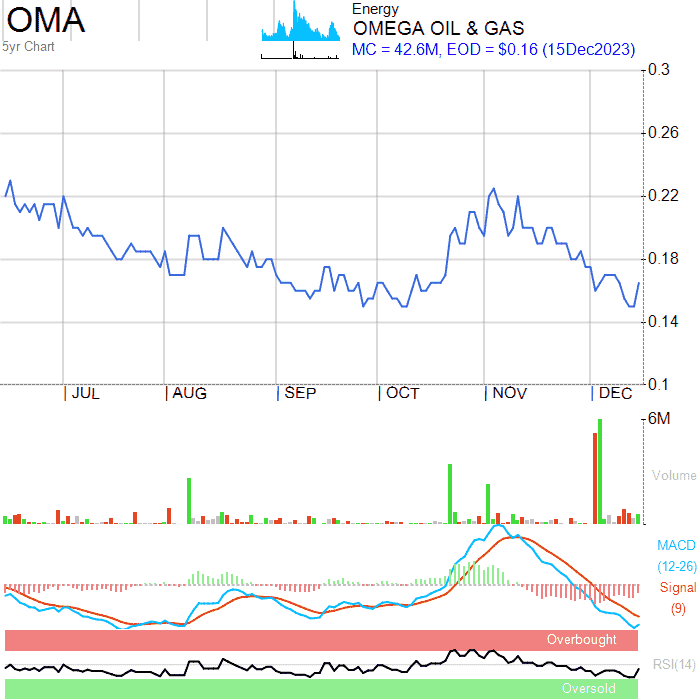 OMA
5yr Chart
Energy
OMEGA OIL & GAS
MC = 42.6M, EOD = $0.16 (15Dec2023)
0.3
0.26
0.22
0.18
0.14
0.1
JUL AUG SEP OCT NOV DEC
6M
Volume
MACD
(12-26)
Signal
(9)
Overbought
RSI(14)
Oversold